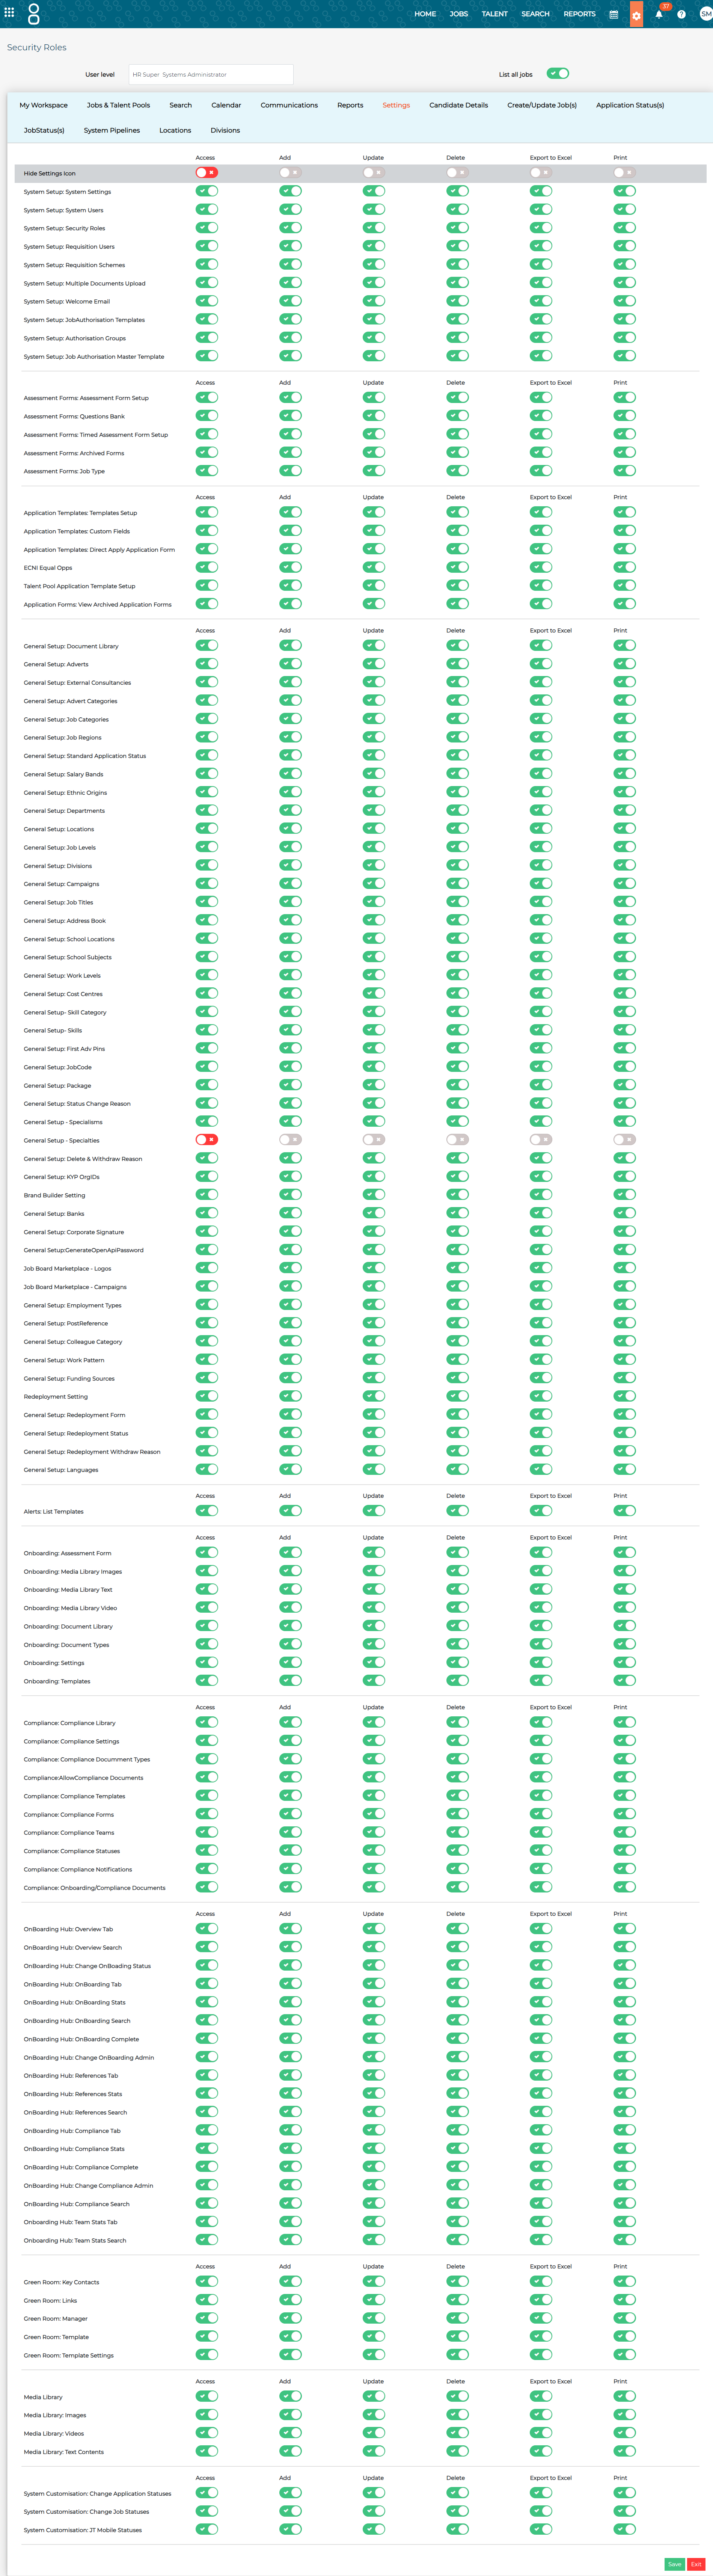 HOME JOBS TALENT SEARCH REPORTS 37 SM
Security Roles
User level HR Super Systems Administrator List all jobs
My Workspace Jobs & Talent Pools Search Calendar Communications Reports Settings Candidate Details Create/Update Job(s) Application Status(s)
JobStatus(s) System Pipelines Locations Divisions
Access Add Update Delete Export to Excel Print
Hide Settings Icon
System Setup: System Settings
System Setup: System Users
System Setup: Security Roles
System Setup: Requisition Users
System Setup: Requisition Schemes
System Setup: Multiple Documents Upload
System Setup: Welcome Email
System Setup: JobAuthorisation Templates
System Setup: Authorisation Groups
System Setup: Job Authorisation Master Template
Access Add Update Delete Export to Excel Print
Assessment Forms: Assessment Form Setup
Assessment Forms: Questions Bank
Assessment Forms: Timed Assessment Form Setup
Assessment Forms: Archived Forms
Assessment Forms: Job Type
Access Add Update Delete Export to Excel Print
Application Templates: Templates Setup
Application Templates: Custom Fields
Application Templates: Direct Apply Application Form
ECNI Equal Opps
Talent Pool Application Template Setup
Application Forms: View Archived Application Forms
Access Add Update Delete Export to Excel Print
General Setup: Document Library
General Setup: Adverts
General Setup: External Consultancies
General Setup: Advert Categories
General Setup: Job Categories
General Setup: Job Regions
General Setup: Standard Application Status
General Setup: Salary Bands
General Setup: Ethnic Origins
General Setup: Departments
General Setup: Locations
General Setup: Job Levels
General Setup: Divisions
General Setup: Campaigns
General Setup: Job Titles
General Setup: Address Book
General Setup: School Locations
General Setup: School Subjects
General Setup: Work Levels
General Setup: Cost Centres
General Setup- Skill Category
General Setup- Skills
General Setup: First Adv PIns
General Setup: JobCode
General Setup: Package
General Setup: Status Change Reason
General Setup - Specialisms
General Setup - Specialties
General Setup: Delete & Withdraw Reason
General Setup: KYP OrgIDs
Brand Builder Setting
General Setup: Banks
General Setup: Corporate Signature
General Setup:GenerateOpenApiPassword
Job Board Marketplace - Logos
Job Board Marketplace - Campaigns
General Setup: Employment Types
General Setup: PostReference
General Setup: Colleague Category
General Setup: Work Pattern
General Setup: Funding Sources
Redeployment Setting
General Setup: Redeployment Form
General Setup: Redeployment Status
General Setup: Redeployment Withdraw Reason
General Setup: Languages
Access Add Update Delete Export to Excel Print
Alerts: List Templates
Access Add Update Delete Export to Excel Print
Onboarding: Assessment Form
Onboarding: Media Library Images
Onboarding: Media Library Text
Onboarding: Media Library Video
Onboarding: Document Library
Onboarding: Document Types
Onboarding: Settings
Onboarding: Templates
Access Add Update Delete Export to Excel Print
Compliance: Compliance Library
Compliance: Compliance Settings
Compliance: Compliance Docummment Types
Compliance:AllowCompliance Documents
Compliance: Compliance Templates
Compliance: Compliance Forms
Compliance: Compliance Teams
Compliance: Compliance Statuses
Compliance: Compliance Notifications
Compliance: Onboarding/Compliance Documents
Access Add Update Delete Export to Excel Print
OnBoarding Hub: Overview Tab
OnBoarding Hub: Overview Search
OnBoarding Hub: Change OnBoading Status
OnBoarding Hub: OnBoarding Tab
OnBoarding Hub: OnBoarding Stats
OnBoarding Hub: OnBoarding Search
OnBoarding Hub: OnBoarding Complete
OnBoarding Hub: Change OnBoarding Admin
OnBoarding Hub: References Tab
OnBoarding Hub: References Stats
OnBoarding Hub: References Search
OnBoarding Hub: Compliance Tab
OnBoarding Hub: Compliance Stats
OnBoarding Hub: Compliance Complete
OnBoarding Hub: Change Compliance Admin
OnBoarding Hub: Compliance Search
Onboarding Hub: Team Stats Tab
Onboarding Hub: Team Stats Search
Access Add Update Delete Export to Excel Print
Green Room: Key Contacts
Green Room: Links
Green Room: Manager
Green Room: Template
Green Room: Template Settings
Access Add Update Delete Export to Excel Print
Media Library
Media Library: Images
Media Library: Videos
Media Library: Text Contents
Access Add Update Delete Export to Excel Print
System Customisation: Change Application Statuses
System Customisation: Change Job Statuses
System Customisation: JT Mobile Statuses
Save Exit